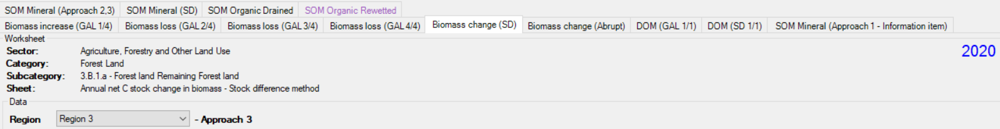 SOM Mineral (Approach 2,3) SOM Mineral (SD) SOM Organic Drained SOM Organic Rewetted
Biomass increase (GAL 1/4) Biomass loss (GAL 2/4) Biomass loss (GAL 3/4) Biomass loss (GAL 4/4) Biomass change (SD) Biomass change (Abrupt) DOM (GAL 1/1) DOM (SD 1/1) SOM Mineral (Approach 1 - Information item)
Worksheet
Sector: Agriculture, Forestry and Other Land Use 2020
Category: Forest Land
Subcategory: 3.B.1.a - Forest land Remaining Forest land
Sheet: Annual net C stock change in biomass - Stock difference method
Data
Region Region 3 - Approach 3